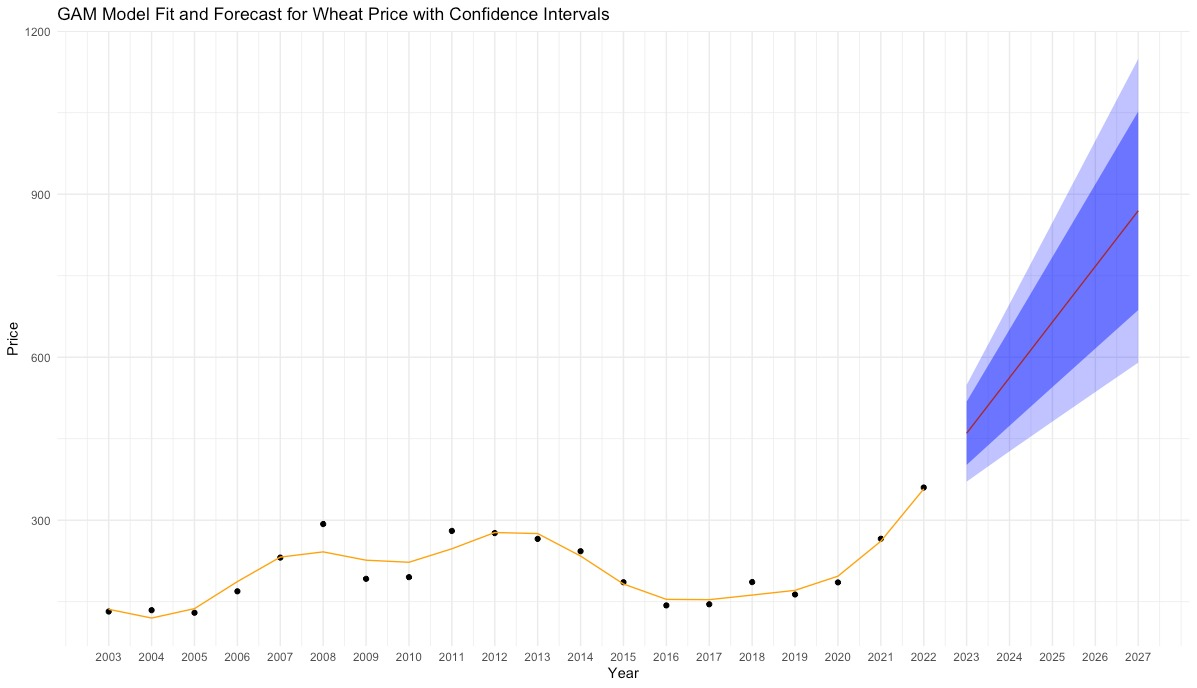 GAM Model Fit and Forecast for Wheat Price with Confidence Intervals
1200
900
600
300
Price
2003 2004 2005 2006 2007 2008 2009 2010 2011 2012 2013 2014 2015 2016 2017 2018 2019 2020 2021 2022 2023 2024 2025 2026 2027
Year